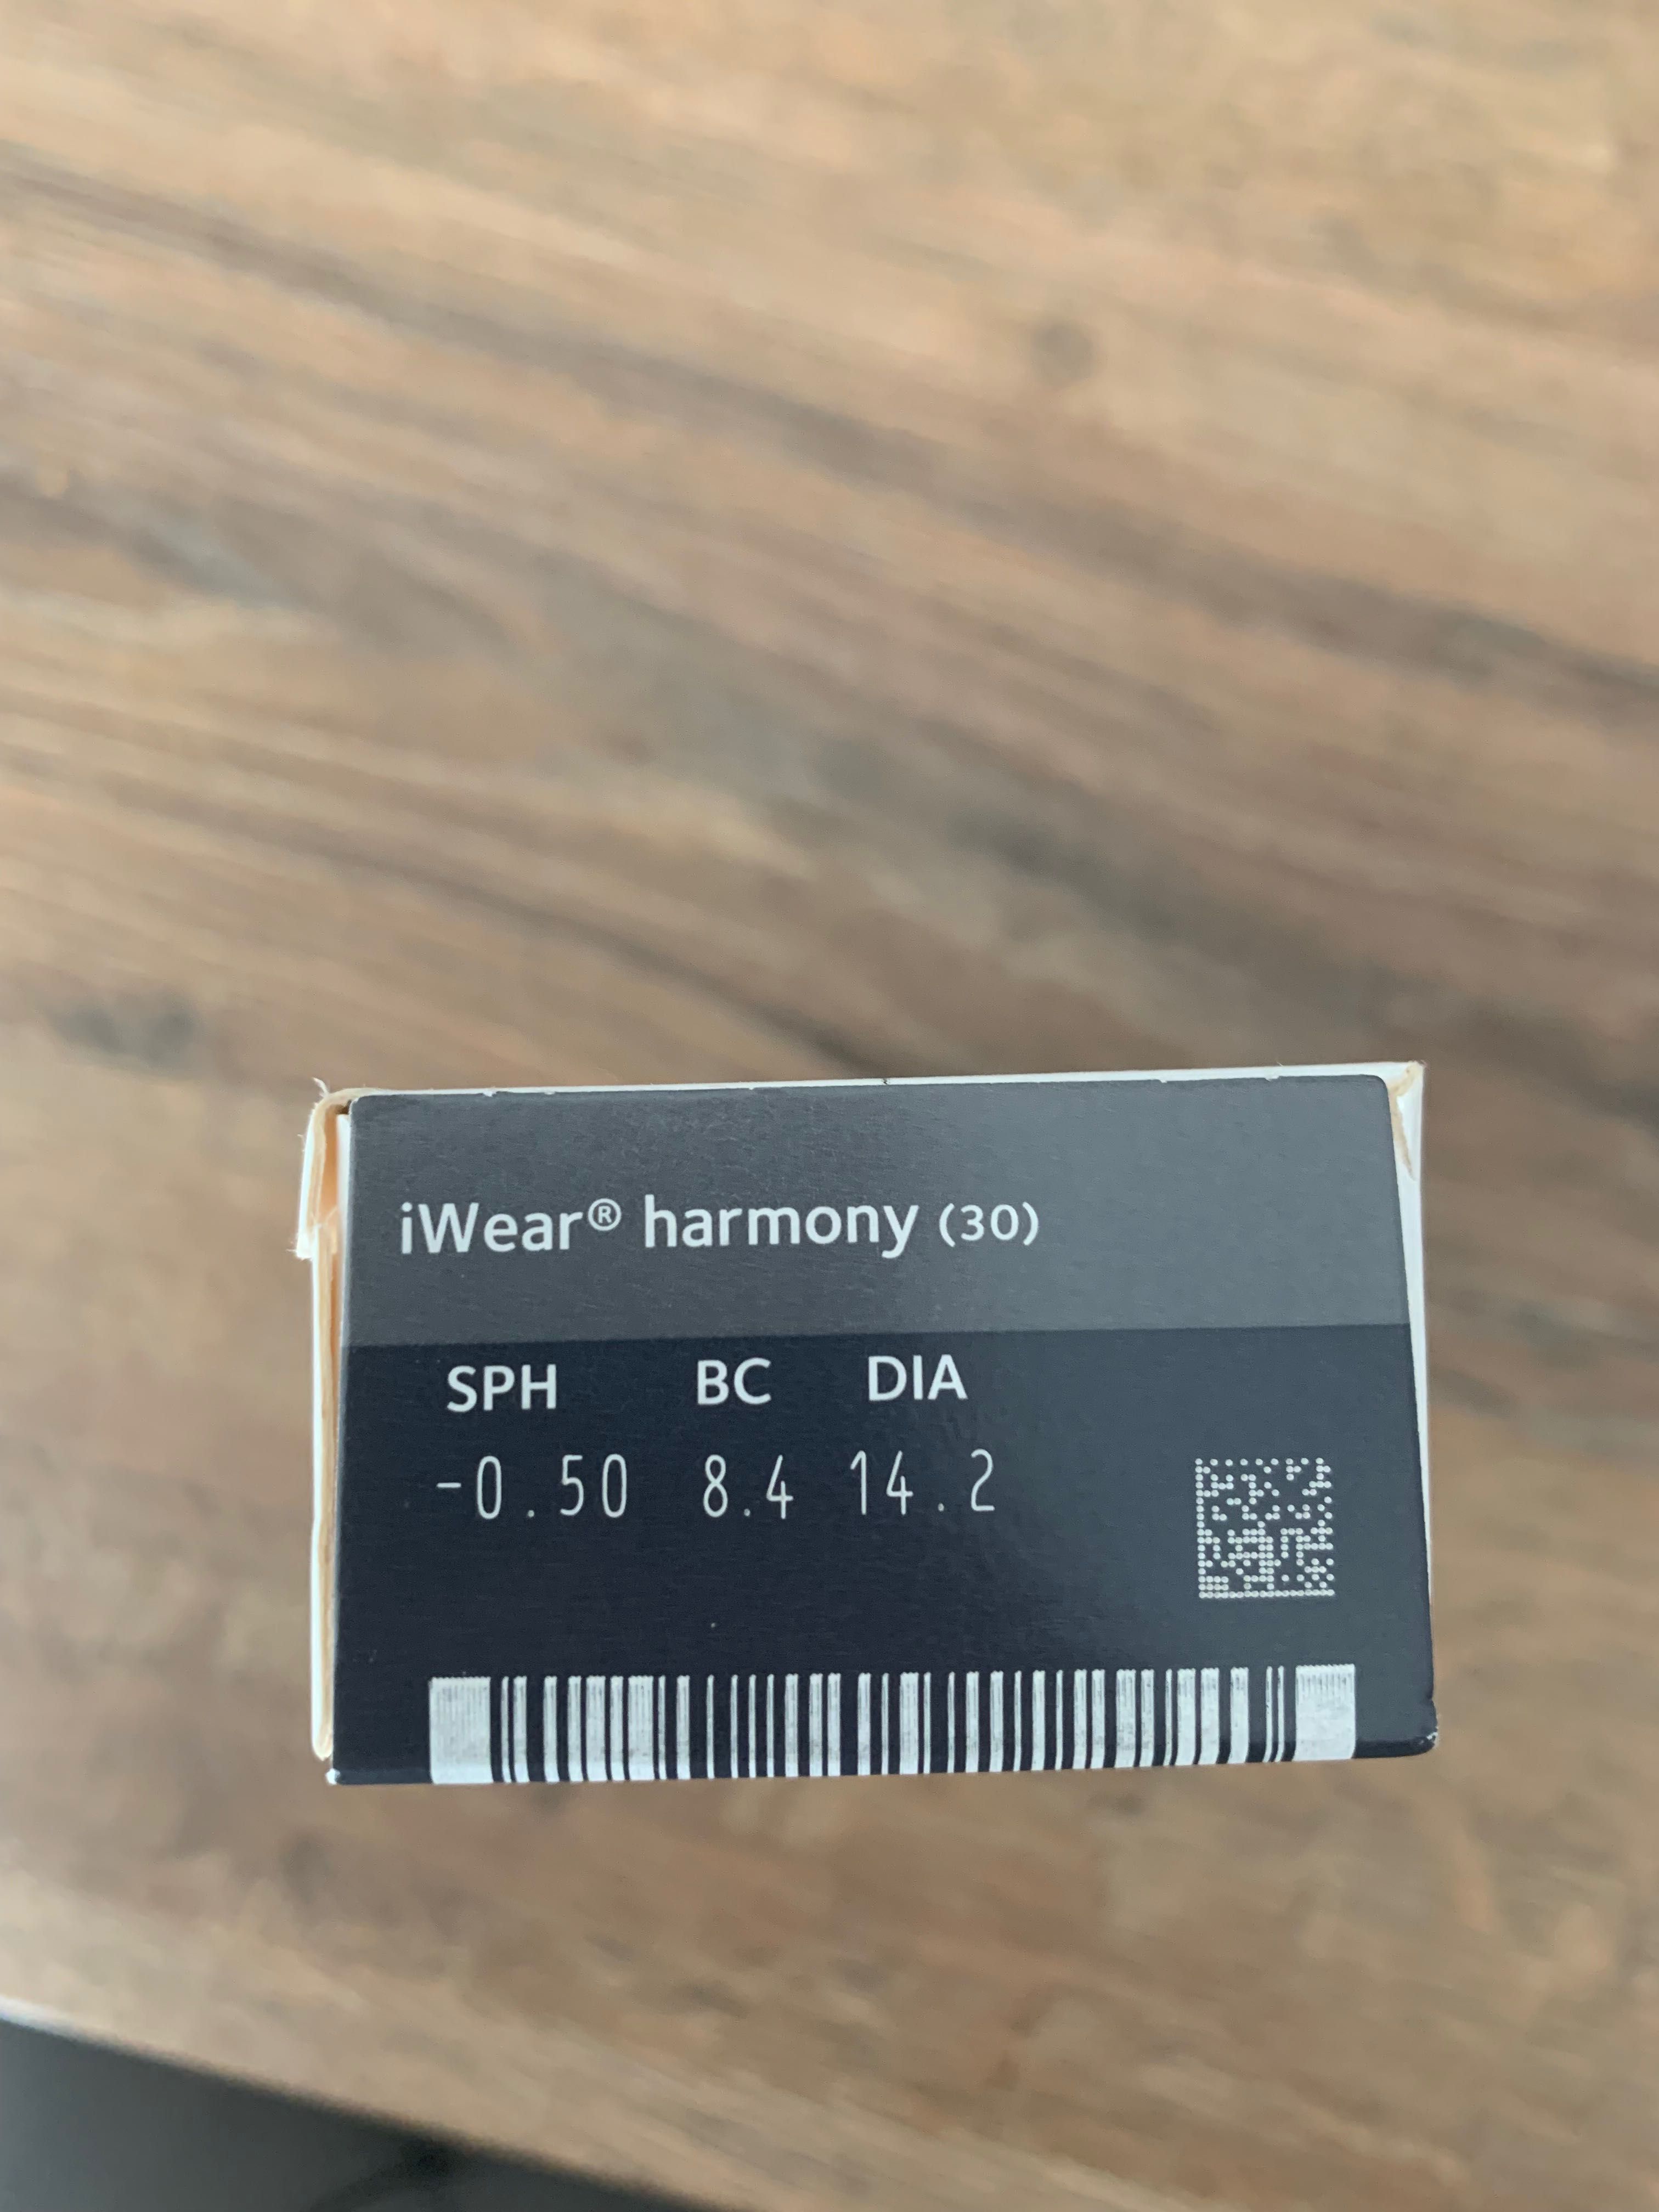 iWear® harmony (30)
SPH BC DIA
-0.50 8.4 14.2